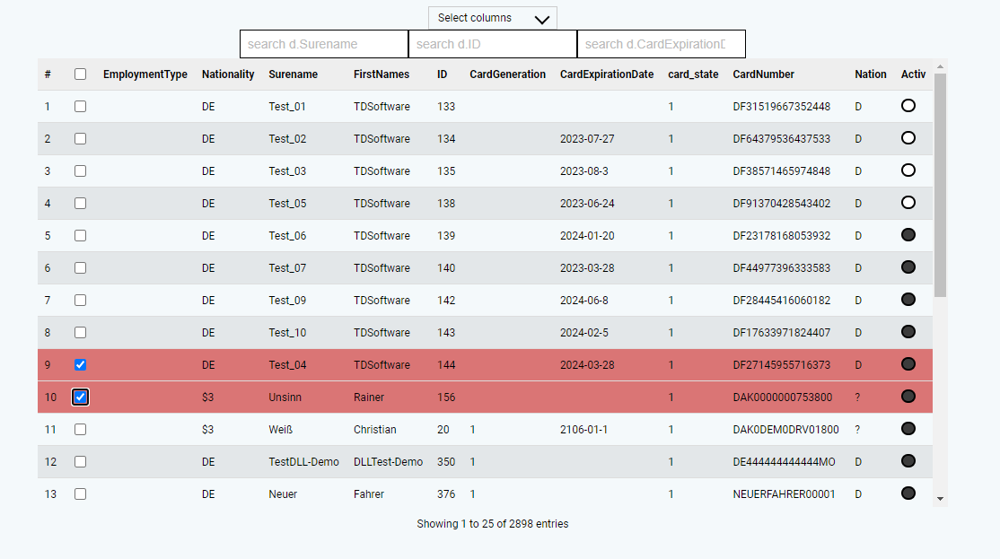 Select columns
search d.Surename search d.ID search d.CardExpirationD
# EmploymentType Nationality Surename FirstNames ID CardGeneration CardExpirationDate card_state CardNumber Nation Activ
1 DE Test_01 TDSoftware 133 1 DF31519667352448 D
2 DE Test_02 TDSoftware 134 2023-07-27 1 DF64379536437533 D
3 DE Test_03 TDSoftware 135 2023-08-3 1 DF38571465974848 D
4 DE Test_05 TDSoftware 138 2023-06-24 1 DF91370428543402 D
5 DE Test_06 TDSoftware 139 2024-01-20 1 DF23178168053932 D
6 DE Test_07 TDSoftware 140 2023-03-28 1 DF44977396333583 D
7 DE Test_09 TDSoftware 142 2024-06-8 1 DF28445416060182 D
8 DE Test_10 TDSoftware 143 2024-02-5 1 DF17633971824407 D
9 DE Test_04 TDSoftware 144 2024-03-28 1 DF27145955716373 D
10 $3 Unsinn Rainer 156 1 DAK0000000753800 ?
11 $3 Weiß Christian 20 1 2106-01-1 1 DAK0DEM0DRV01800 ?
12 DE TestDLL-Demo DLLTest-Demo 350 1 1 DE444444444444MO D
13 DE Neuer Fahrer 376 1 1 NEUERFAHRER00001 D
Showing 1 to 25 of 2898 entries